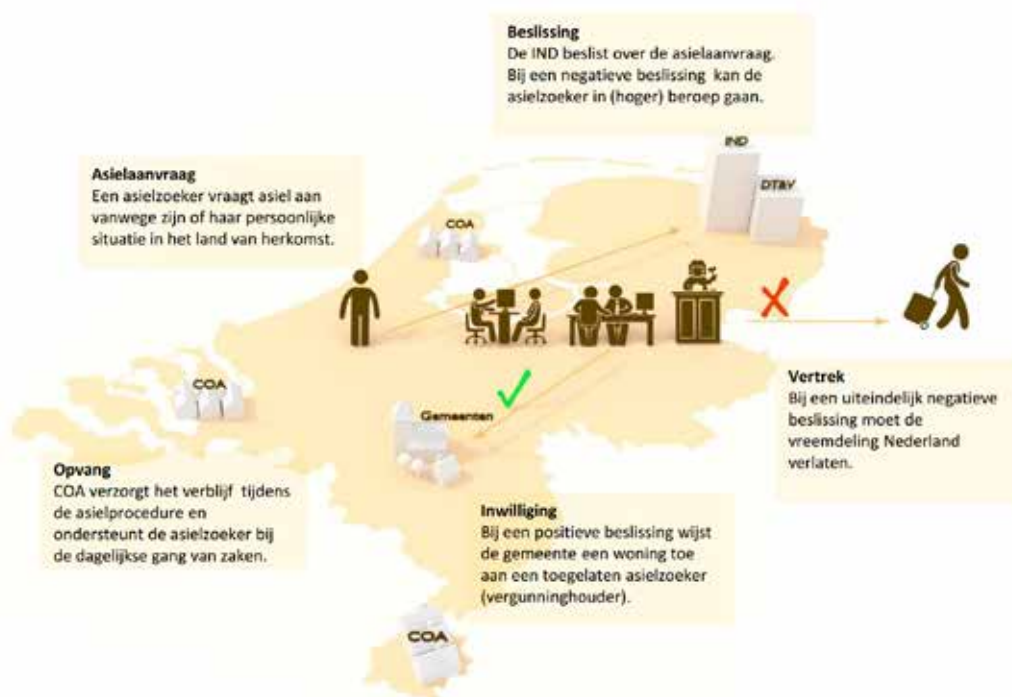 Beslissing
De IND beslist over de asielaanvraag.
Bij een negatieve beslissing kan de
asielzoeker in (hoger) beroep gaan.
IND
DT&V
Asielaanvraag
Een asielzoeker vraagt asiel aan
vanwege zijn of haar persoonlijke
situatie in het land van herkomst.
COA
COA
Gemeenten
Vertrek
Bij een uiteindelijk negatieve
beslissing moet de
vreemdeling Nederland
verlaten.
Opvang
COA verzorgt het verblijf tijdens
de asielprocedure en
ondersteunt de asielzoeker bij
de dagelijkse gang van zaken.
Inwilliging
Bij een positieve beslissing wijst
de gemeente een woning toe
aan een toegelaten asielzoeker
(vergunninghouder).
COA